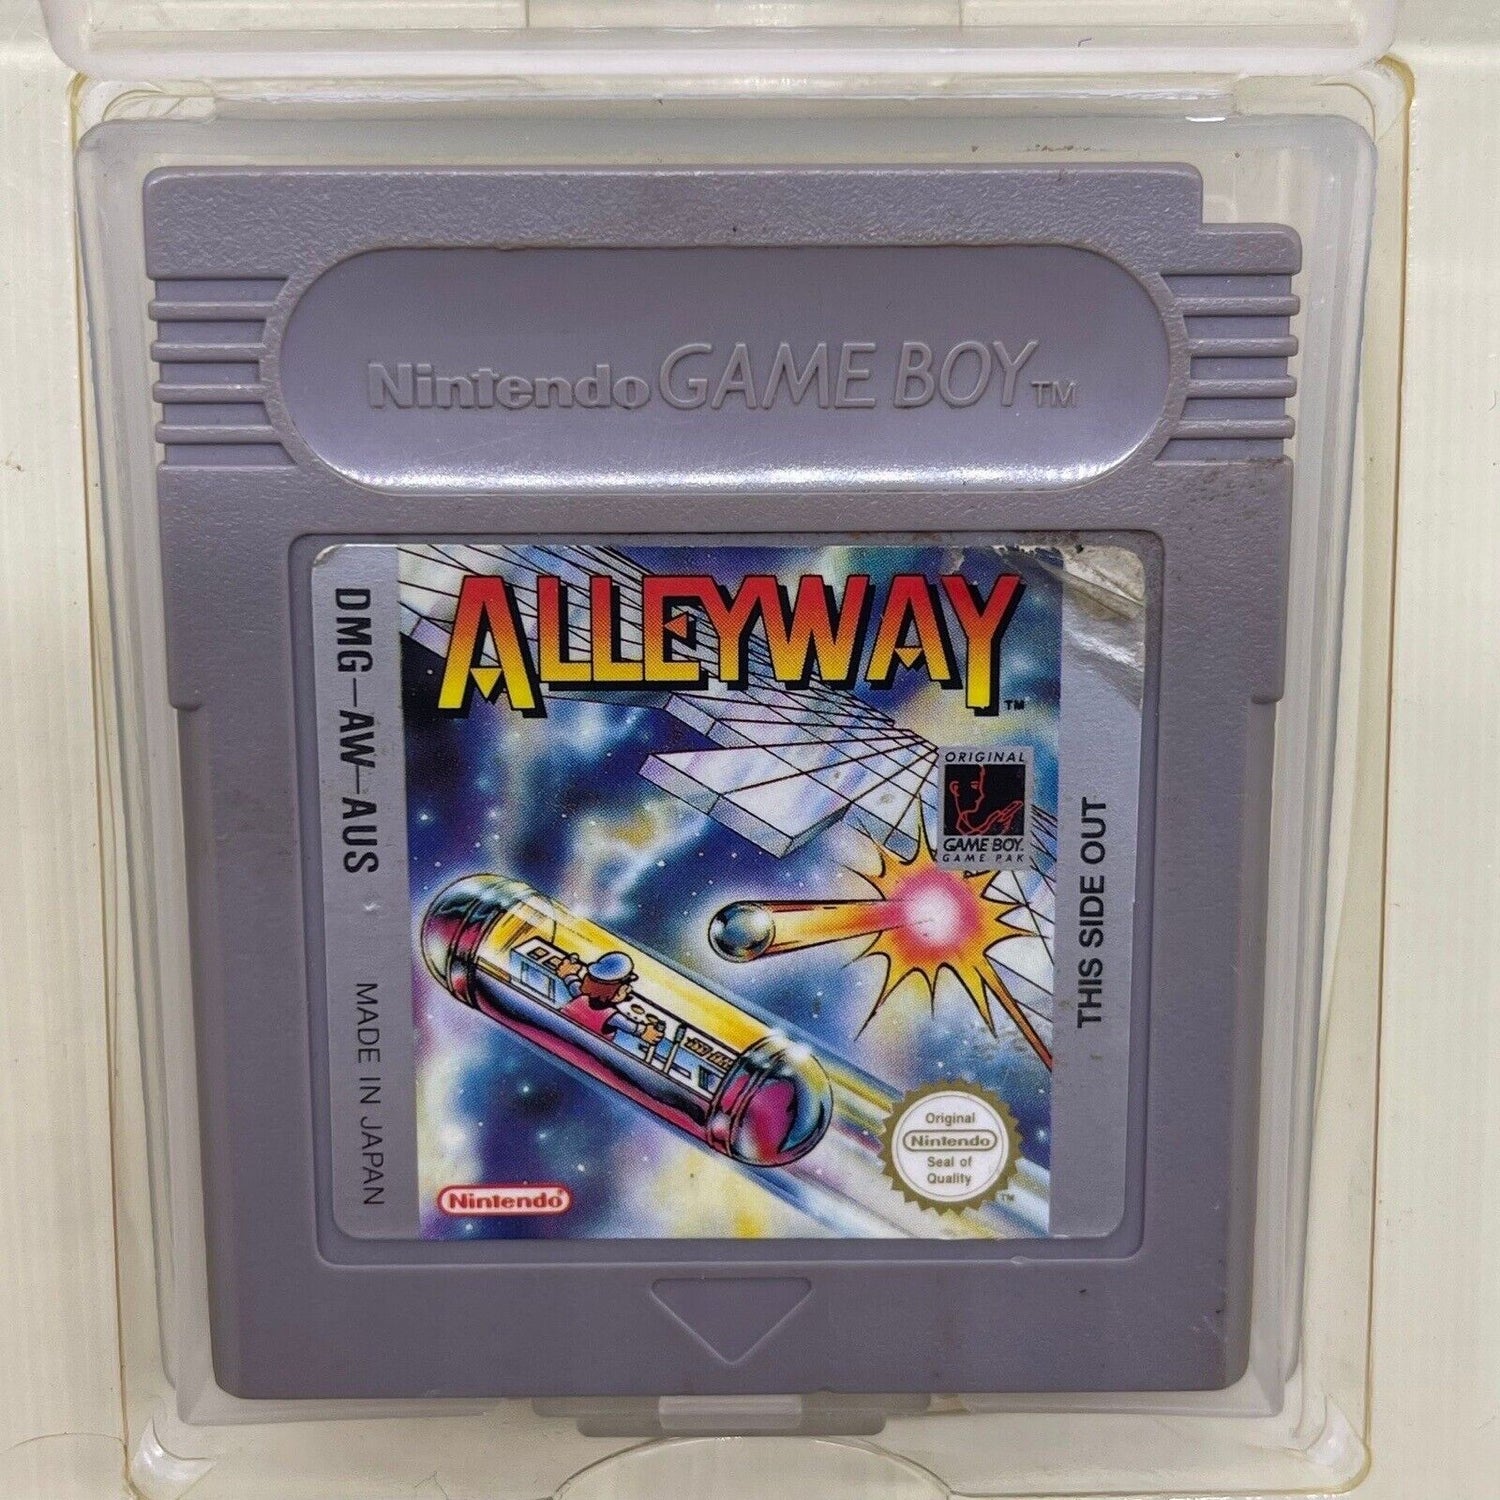 Nintendo GAME BOY TM
ALLEYWAY TM
DMG-AW-AUS
MADE IN JAPAN
ORIGINAL
GAME BOY
GAME PAK
THIS SIDE OUT
Original
Nintendo
Seal of
Quality
TM
Nintendo®